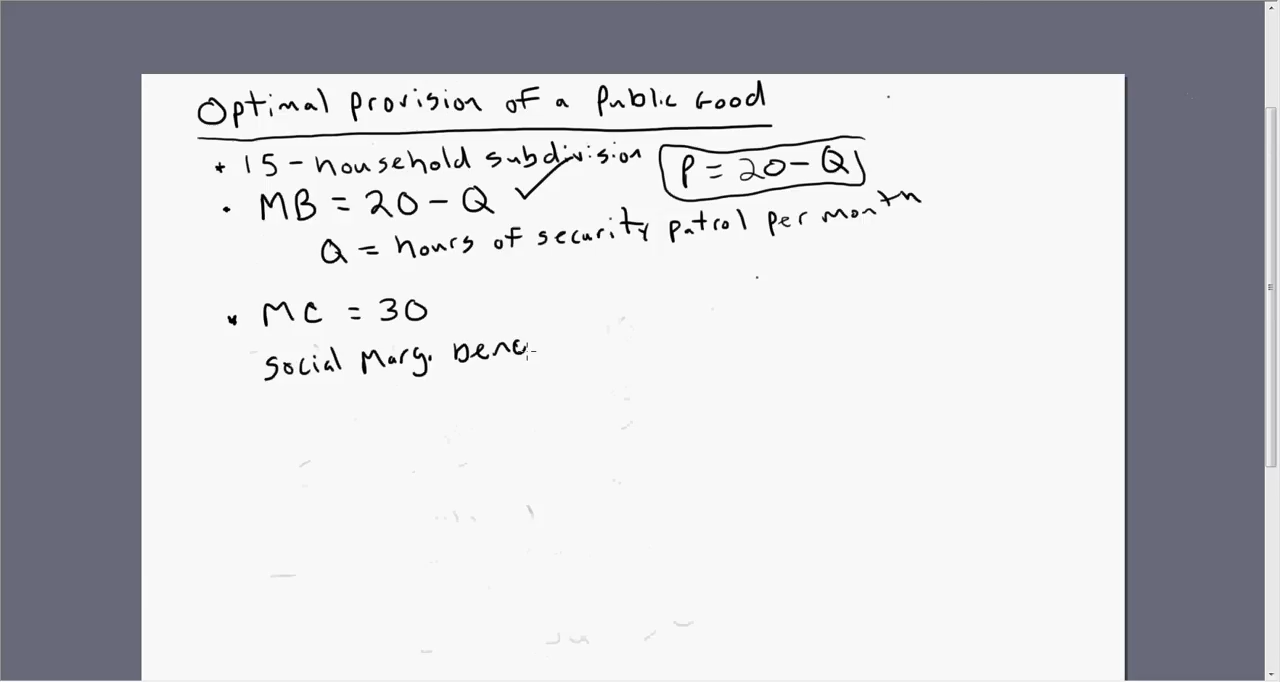 Optimal provision of a Public Good
* 15-household subdivision P = 20 - Q
• MB = 20 - Q ✓
Q = hours of security patrol per month
* MC = 30
Social Marg. bene